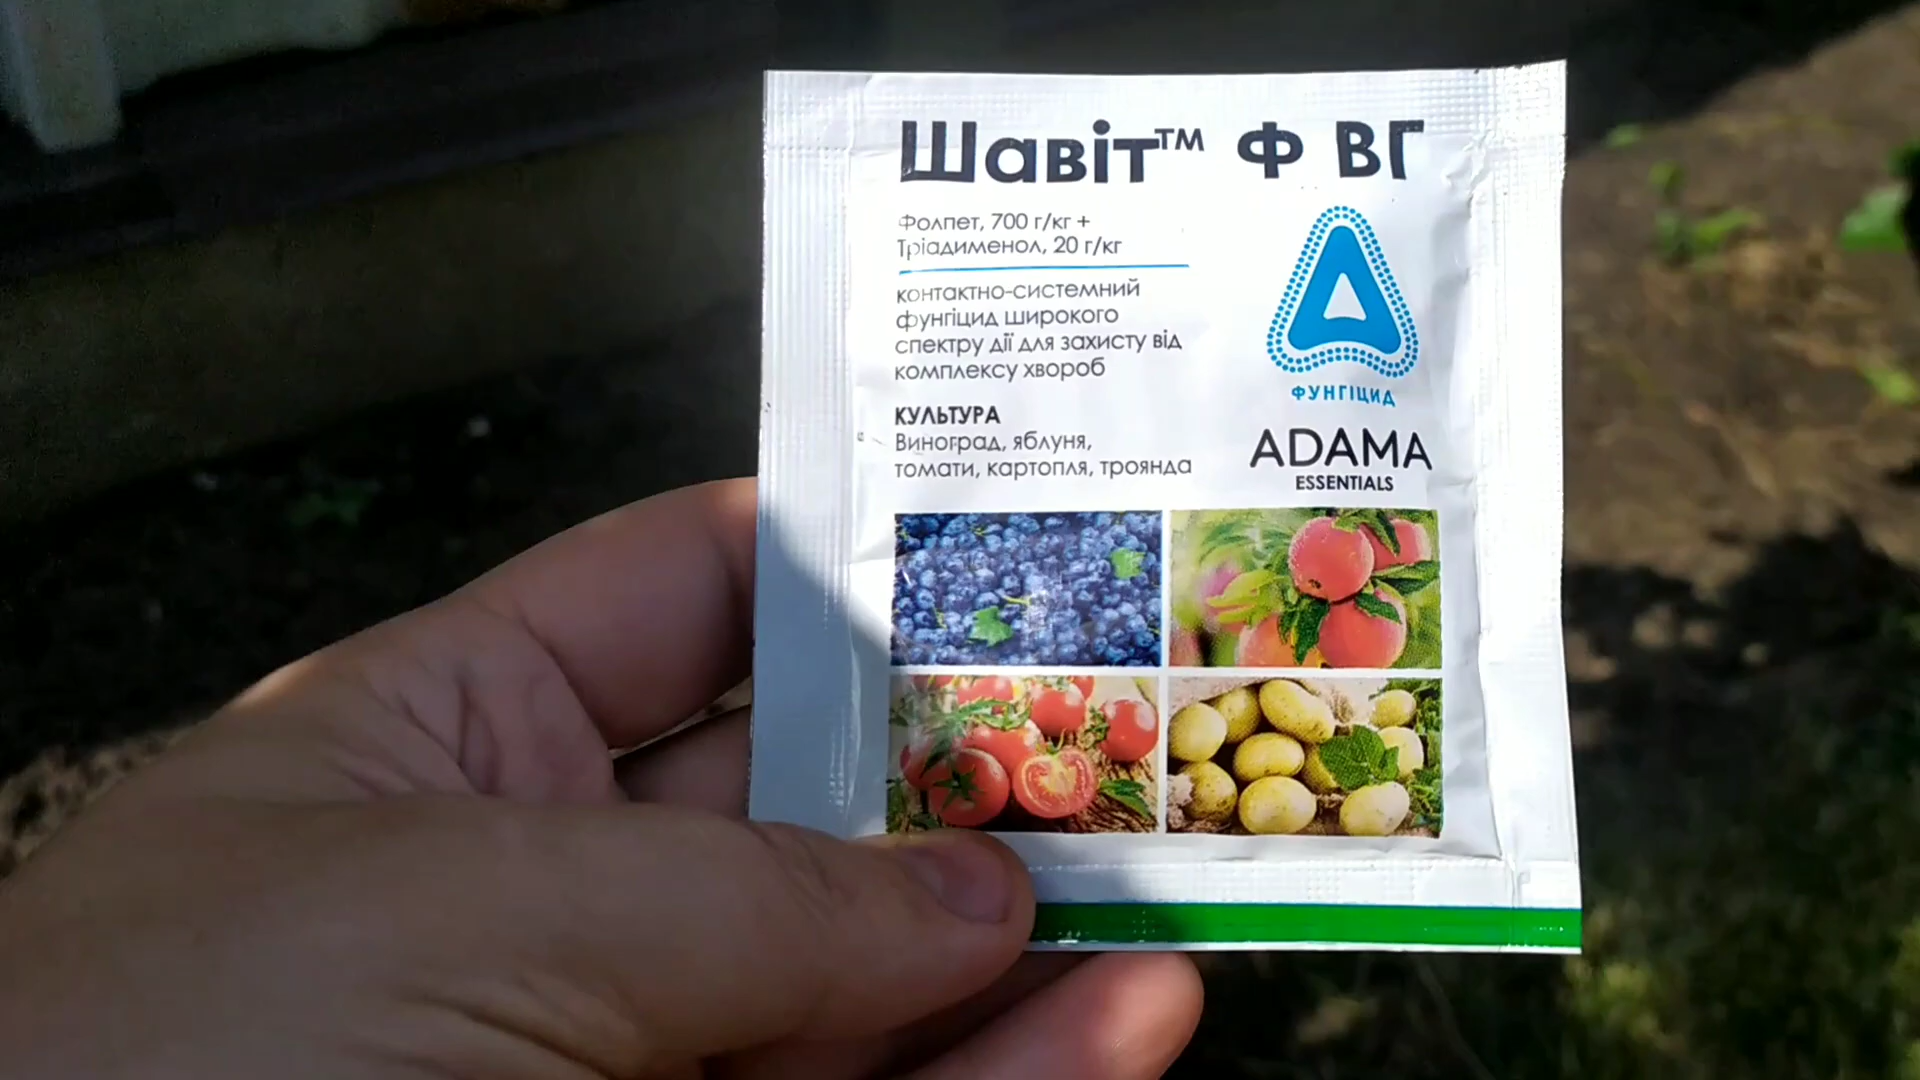 Шавіт™ Ф ВГ
Фолпет, 700 г/кг +
Тріадименол, 20 г/кг
контактно-системний
фунгіцид широкого
спектру дії для захисту від
комплексу хвороб
КУЛЬТУРА
Виноград, яблуня,
томати, картопля, троянда
ФУНГІЦИД
ADAMA
ESSENTIALS